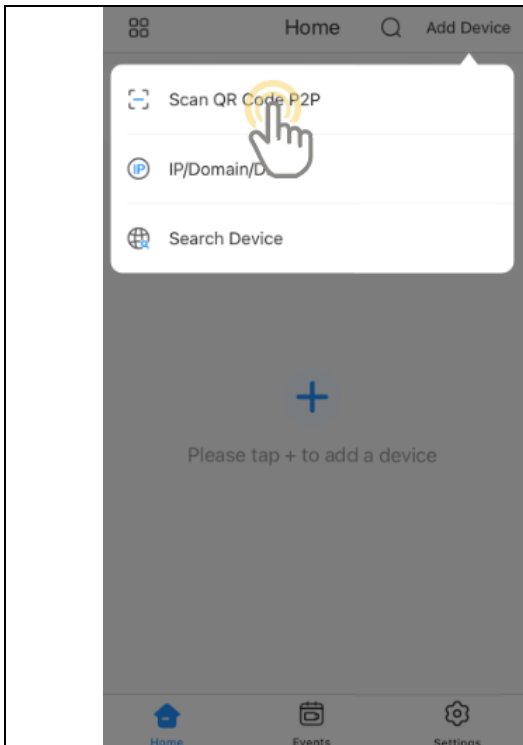 Home
Add Device
Scan QR Code P2P
IP
IP/Domain/D
Search Device
Please tap + to add a device
Home
Events
Settings